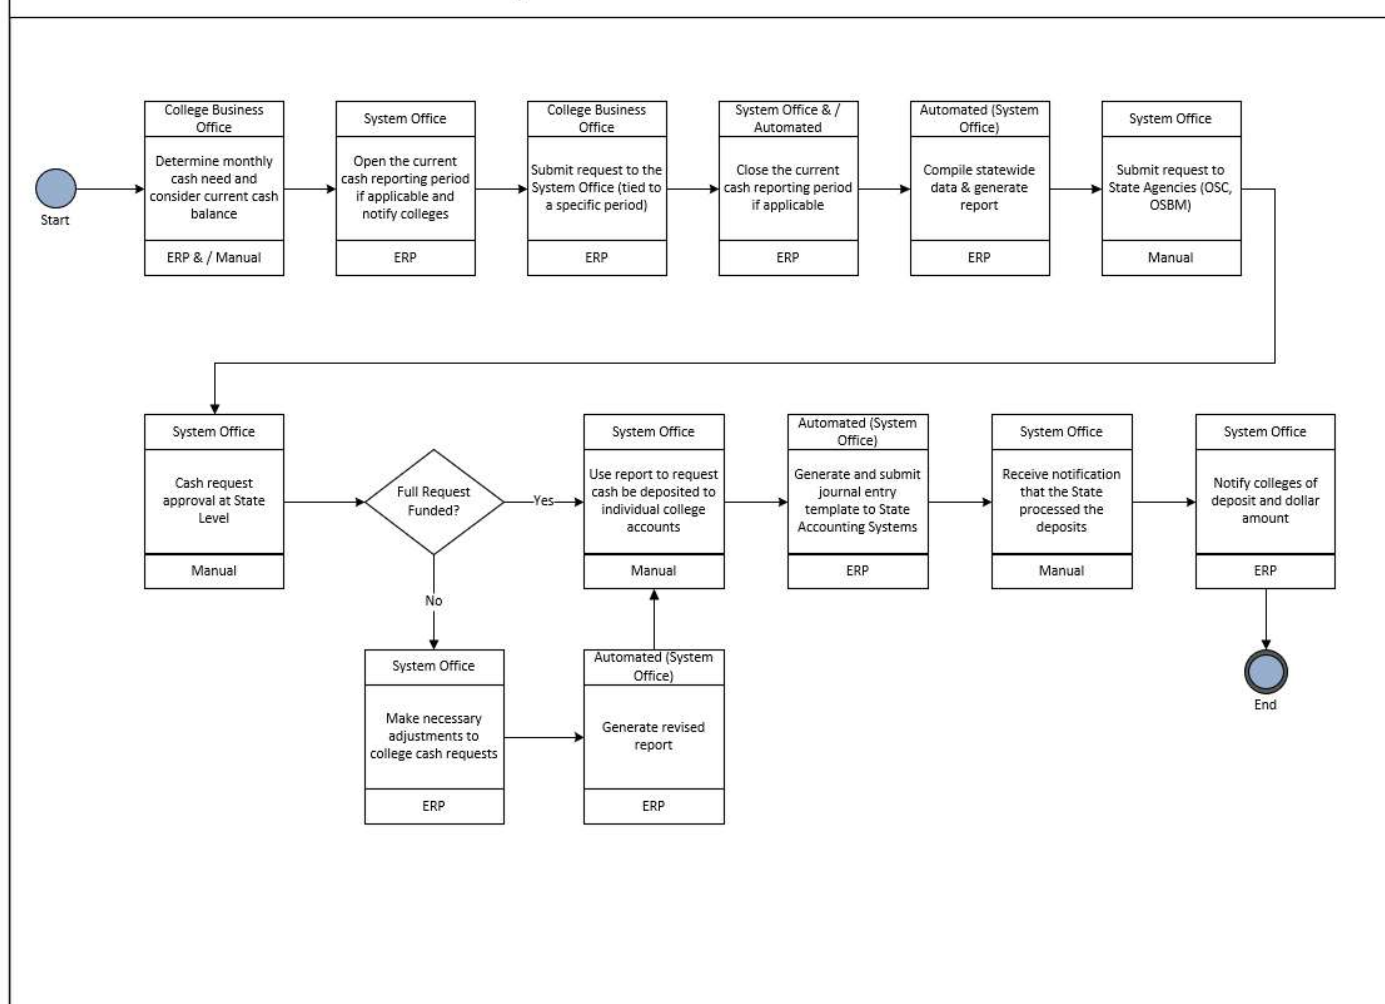 College Business
Office
Determine monthly
cash need and
consider current cash
balance
ERP & / Manual
System Office
Open the current
cash reporting period
if applicable and
notify colleges
ERP
College Business
Office
Submit request to the
System Office (tied to
a specific period)
ERP
System Office & /
Automated
Close the current
cash reporting period
if applicable
ERP
Automated (System
Office)
Compile statewide
data & generate
report
ERP
System Office
Submit request to
State Agencies (OSC,
OSBM)
Manual
Start
System Office
Cash request
approval at State
Level
Manual
Full Request
Funded?
Yes
No
System Office
Use report to request
cash be deposited to
individual college
accounts
Manual
Automated (System
Office)
Generate and submit
journal entry
template to State
Accounting Systems
ERP
System Office
Receive notification
that the State
processed the
deposits
Manual
System Office
Notify colleges of
deposit and dollar
amount
ERP
System Office
Make necessary
adjustments to
college cash requests
ERP
Automated (System
Office)
Generate revised
report
ERP
End